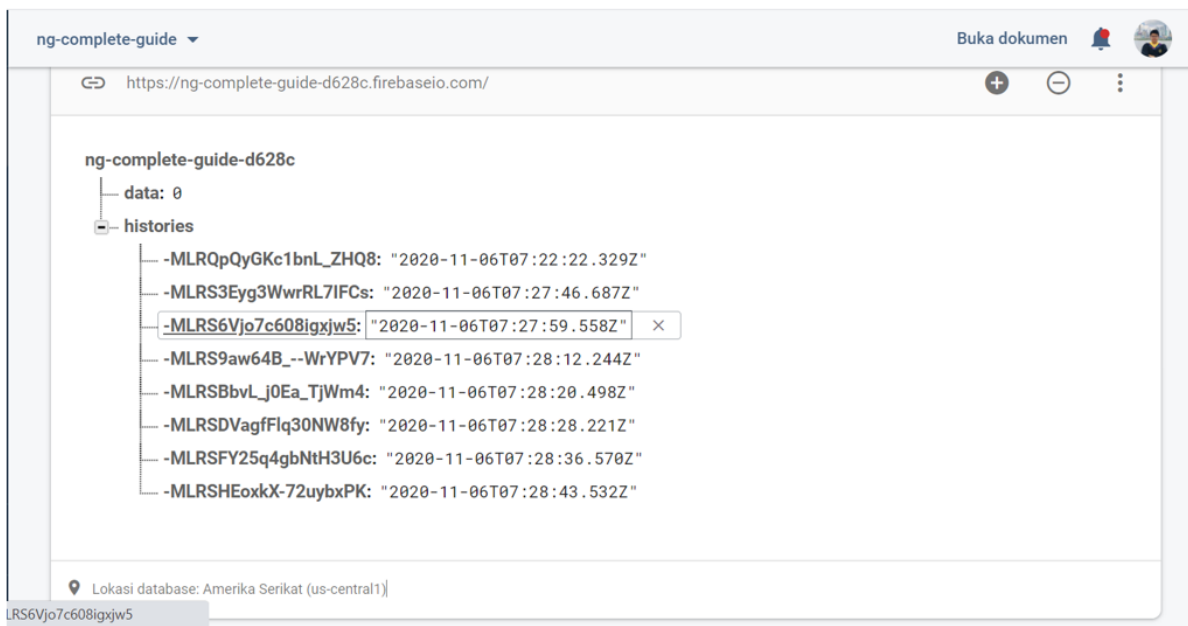 ng-complete-guide Buka dokumen
https://ng-complete-guide-d628c.firebaseio.com/
ng-complete-guide-d628c
data: 0
histories
-MLRQpQyGKc1bnL_ZHQ8: "2020-11-06T07:22:22.329Z"
-MLRS3Eyg3WwrRL7IFCs: "2020-11-06T07:27:46.687Z"
-MLRS6Vjo7c608igxjw5: "2020-11-06T07:27:59.558Z"
-MLRS9aw64B_--WrYPV7: "2020-11-06T07:28:12.244Z"
-MLRSBbvL_j0Ea_TjWm4: "2020-11-06T07:28:20.498Z"
-MLRSDVagfFlq30NW8fy: "2020-11-06T07:28:28.221Z"
-MLRSFY25q4gbNtH3U6c: "2020-11-06T07:28:36.570Z"
-MLRSHEoxkX-72uybxPK: "2020-11-06T07:28:43.532Z"
Lokasi database: Amerika Serikat (us-central1)
LRS6Vjo7c608igxjw5